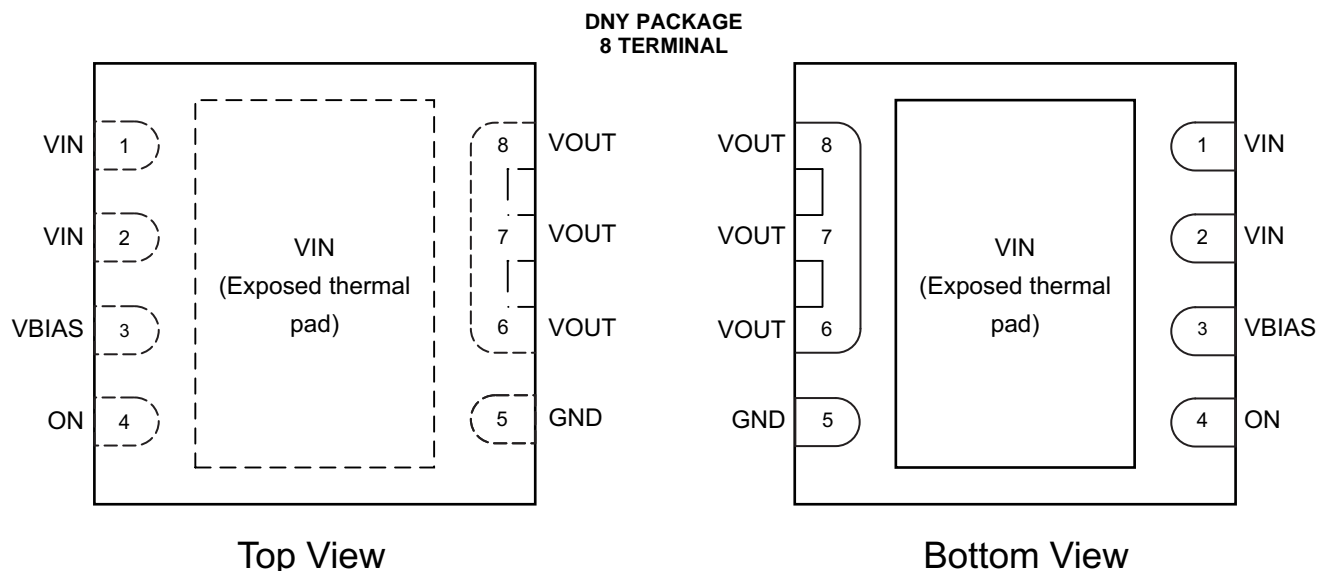 DNY PACKAGE
8 TERMINAL
VIN 1
VIN 2
VBIAS 3
ON 4
VIN
(Exposed thermal
pad)
8 VOUT
7 VOUT
6 VOUT
5 GND
Top View
VOUT 8
VOUT 7
VOUT 6
GND 5
VIN
(Exposed thermal
pad)
1 VIN
2 VIN
3 VBIAS
4 ON
Bottom View